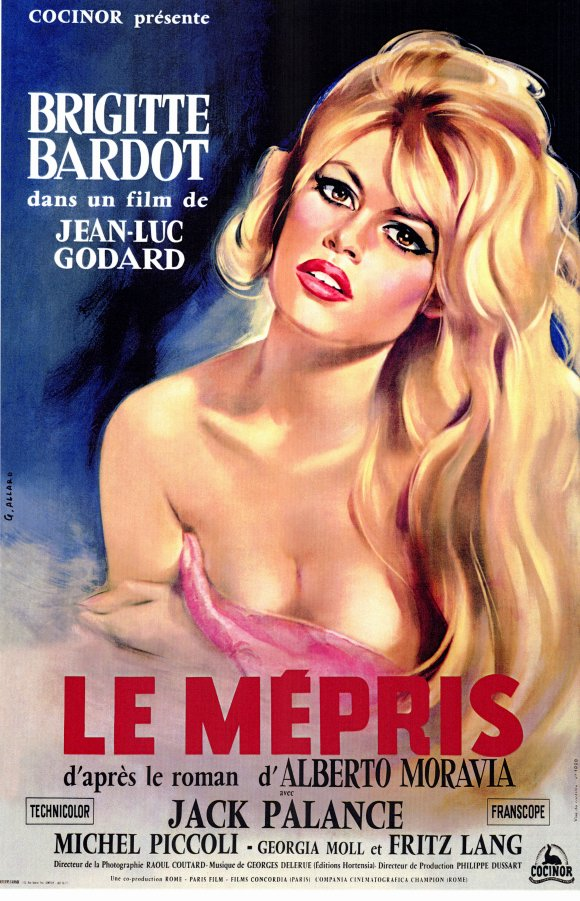 COCINOR présente
BRIGITTE
BARDOT
dans un film de
JEAN-LUC
GODARD
G. ALLARD
LE MÉPRIS
d'après le roman d'ALBERTO MORAVIA
avec
TECHNICOLOR
JACK PALANCE
FRANSCOPE
MICHEL PICCOLI - GEORGIA MOLL et FRITZ LANG
Directeur de la Photographie RAOUL COUTARD-Musique de GEORGES DELERUE (Éditions Hortensia)-Directeur de Production PHILIPPE DUSSART
Une co-production ROME - PARIS FILM - FILMS CONCORDIA (PARIS) COMPANIA CINEMATOGRAFICA CHAMPION (ROME)
COCINOR